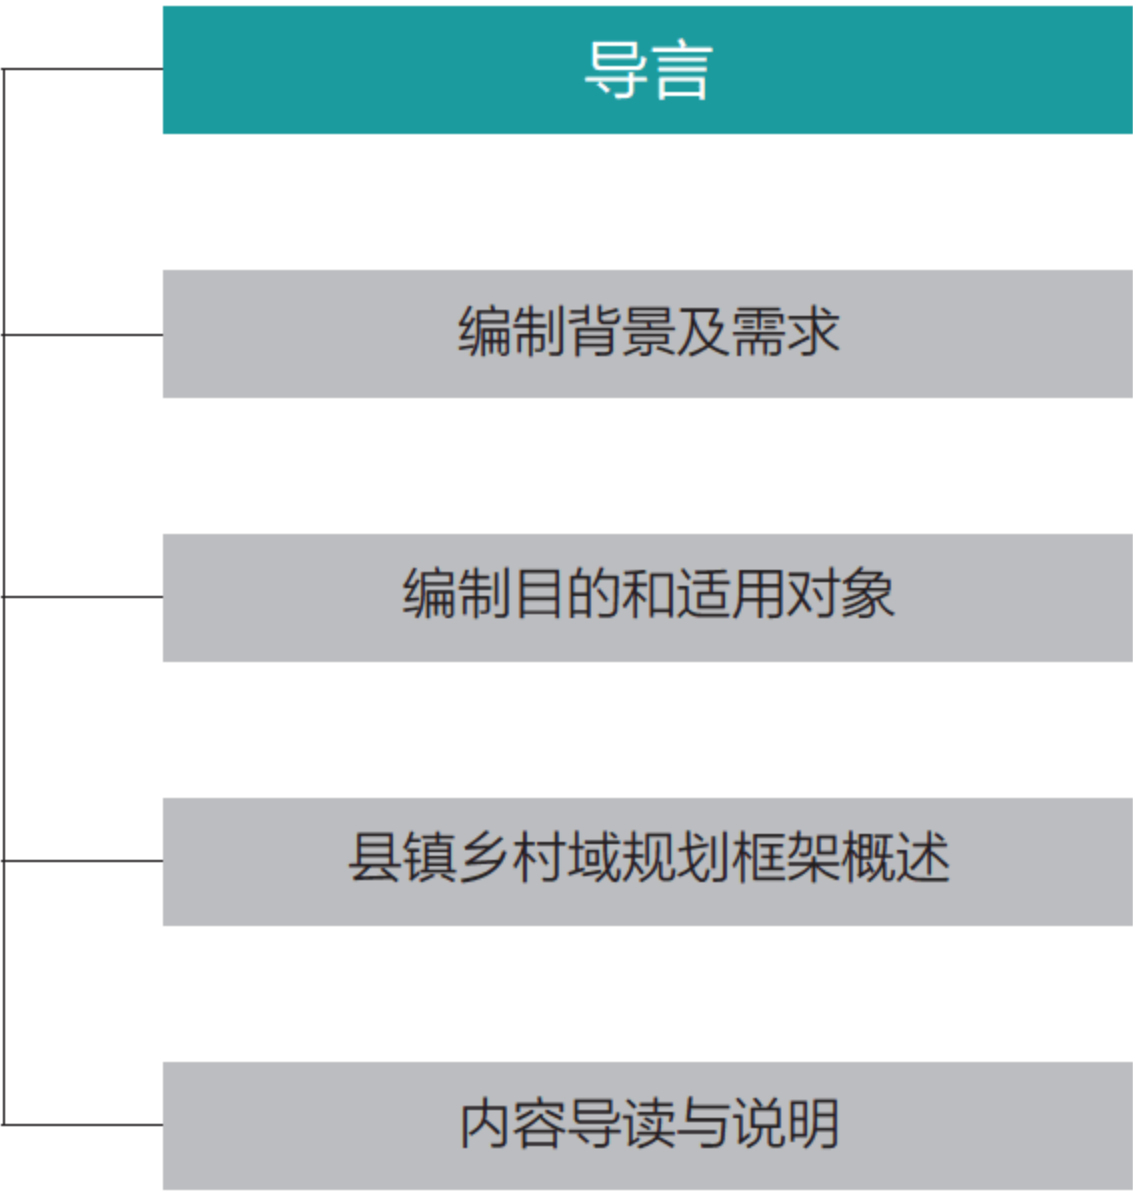 导言
编制背景及需求
编制目的和适用对象
县镇乡村域规划框架概述
内容导读与说明